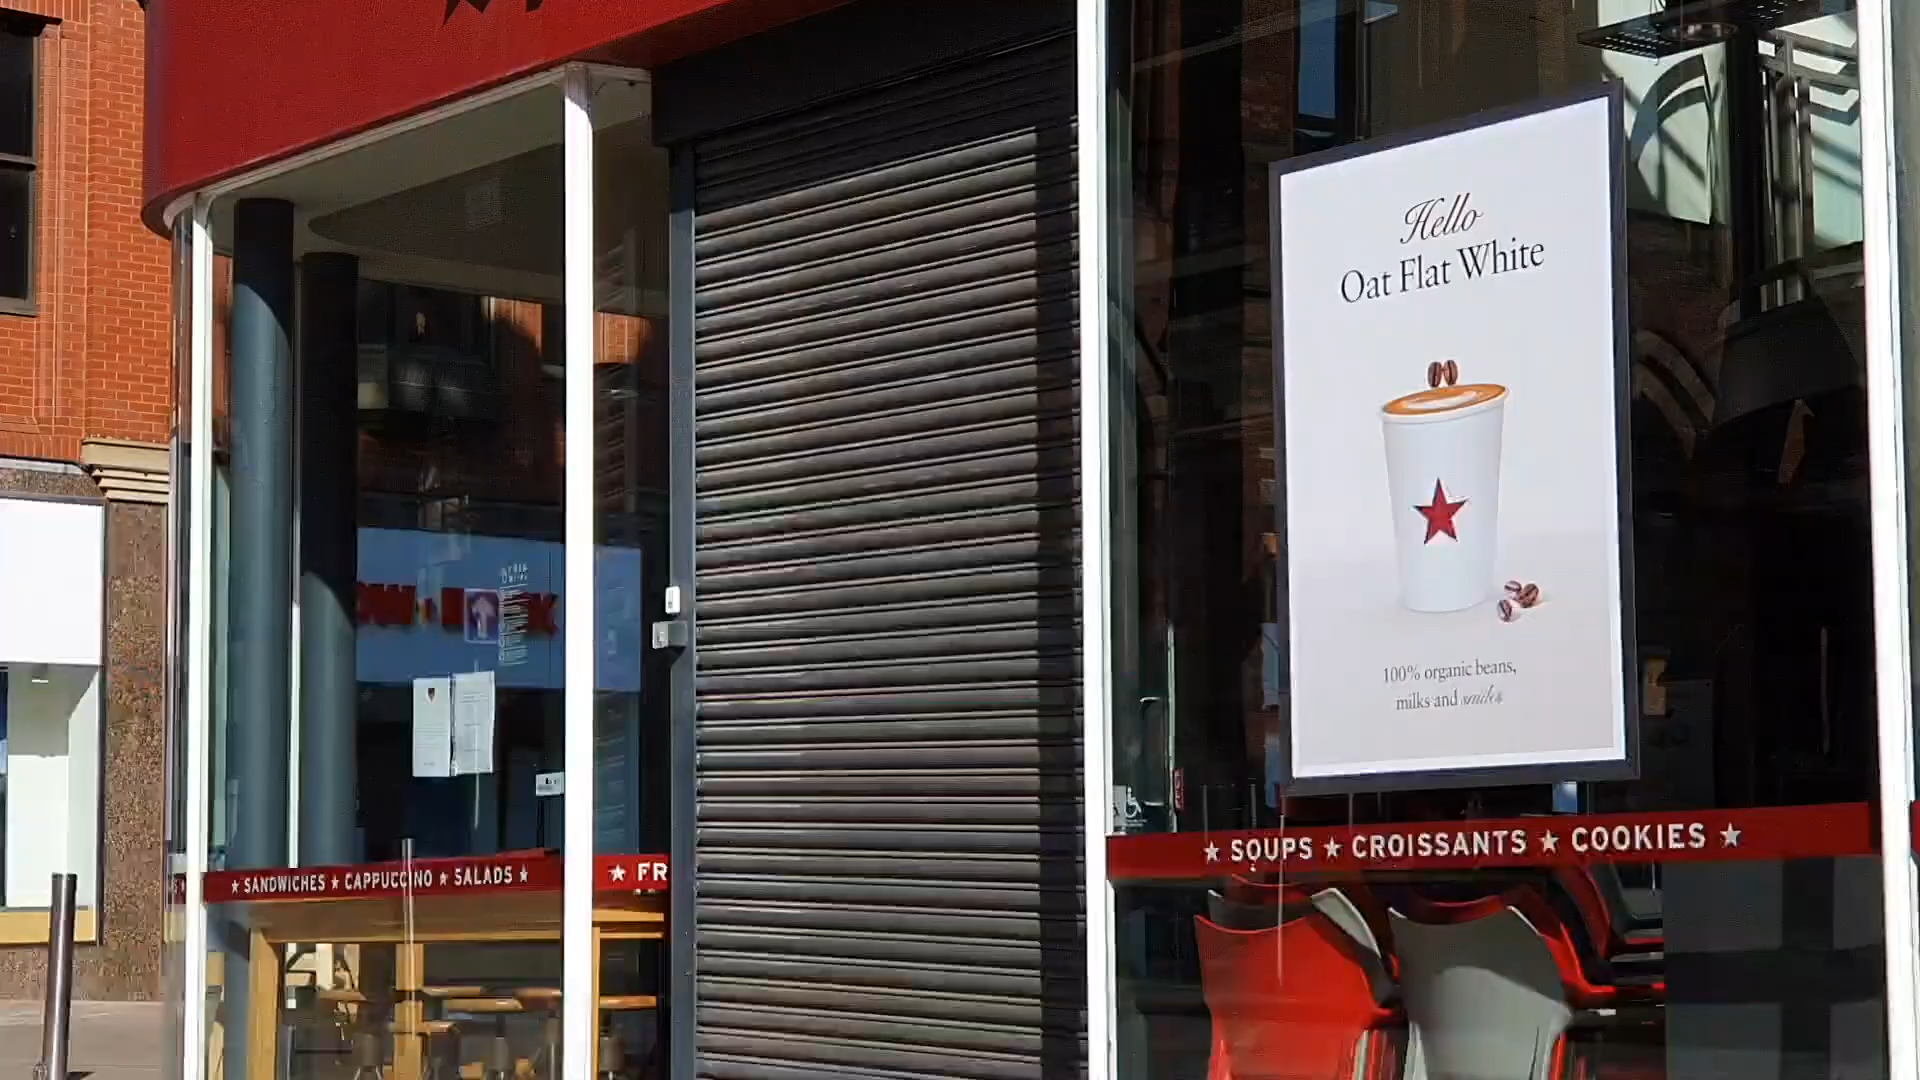 Hello
Oat Flat White
100% organic beans,
milks and smiles
★ SOUPS ★ CROISSANTS ★ COOKIES ★
★ SANDWICHES ★ CAPPUCCINO ★ SALADS ★
★ FR